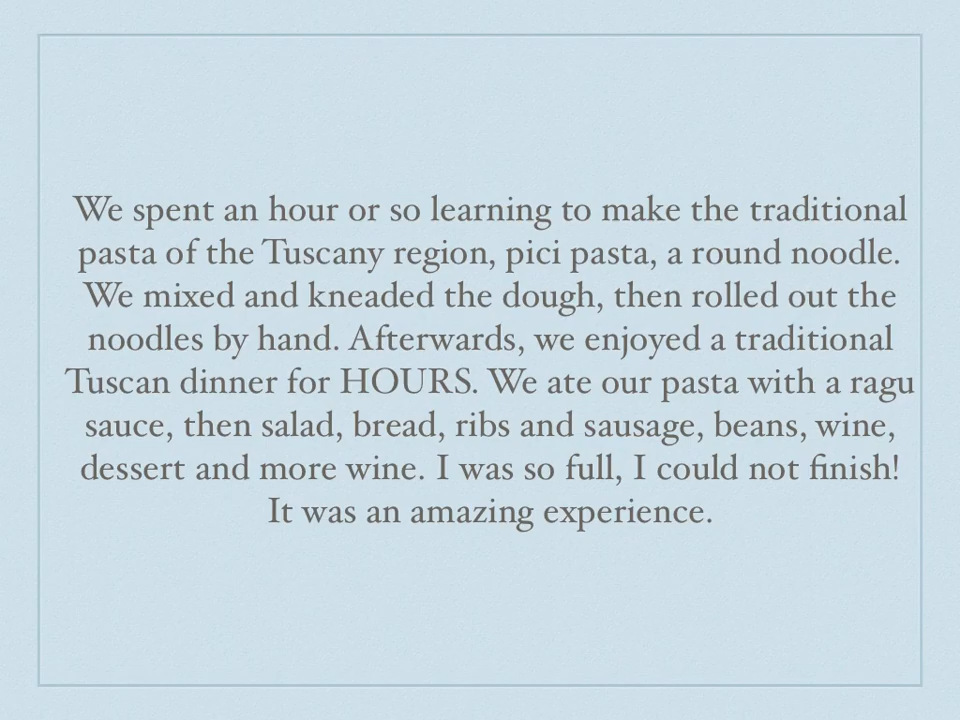 We spent an hour or so learning to make the traditional
pasta of the Tuscany region, pici pasta, a round noodle.
We mixed and kneaded the dough, then rolled out the
noodles by hand. Afterwards, we enjoyed a traditional
Tuscan dinner for HOURS. We ate our pasta with a ragu
sauce, then salad, bread, ribs and sausage, beans, wine,
dessert and more wine. I was so full, I could not finish!
It was an amazing experience.